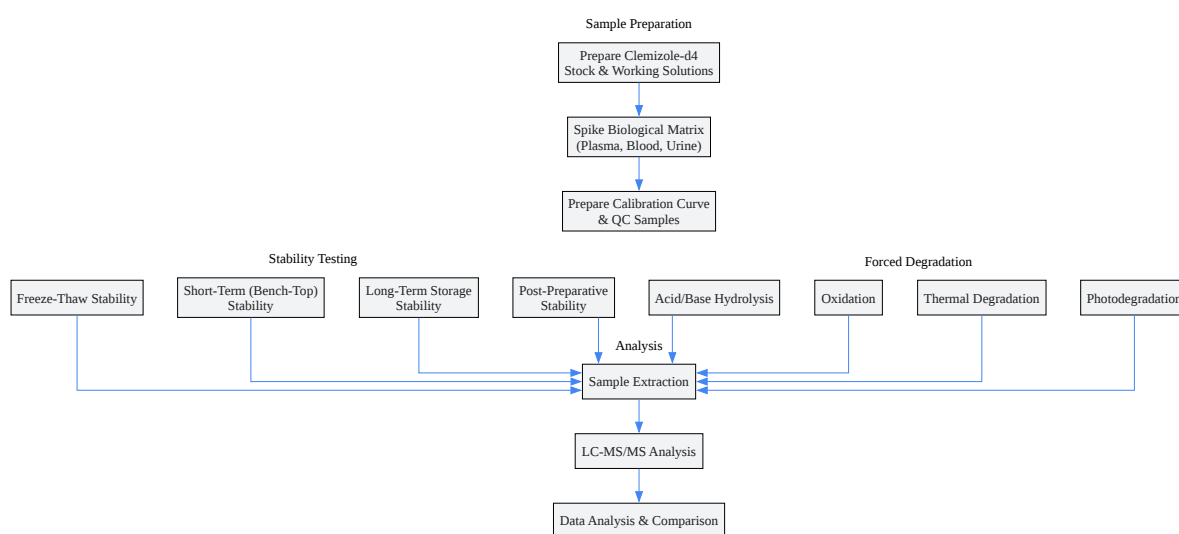 Sample Preparation
Prepare Clemizole-d4
Stock & Working Solutions
Spike Biological Matrix
(Plasma, Blood, Urine)
Prepare Calibration Curve
& QC Samples
Stability Testing
Forced Degradation
Freeze-Thaw Stability
Short-Term (Bench-Top)
Stability
Long-Term Storage
Stability
Post-Preparative
Stability
Acid/Base Hydrolysis
Oxidation
Thermal Degradation
Photodegradation
Analysis
Sample Extraction
LC-MS/MS Analysis
Data Analysis & Comparison